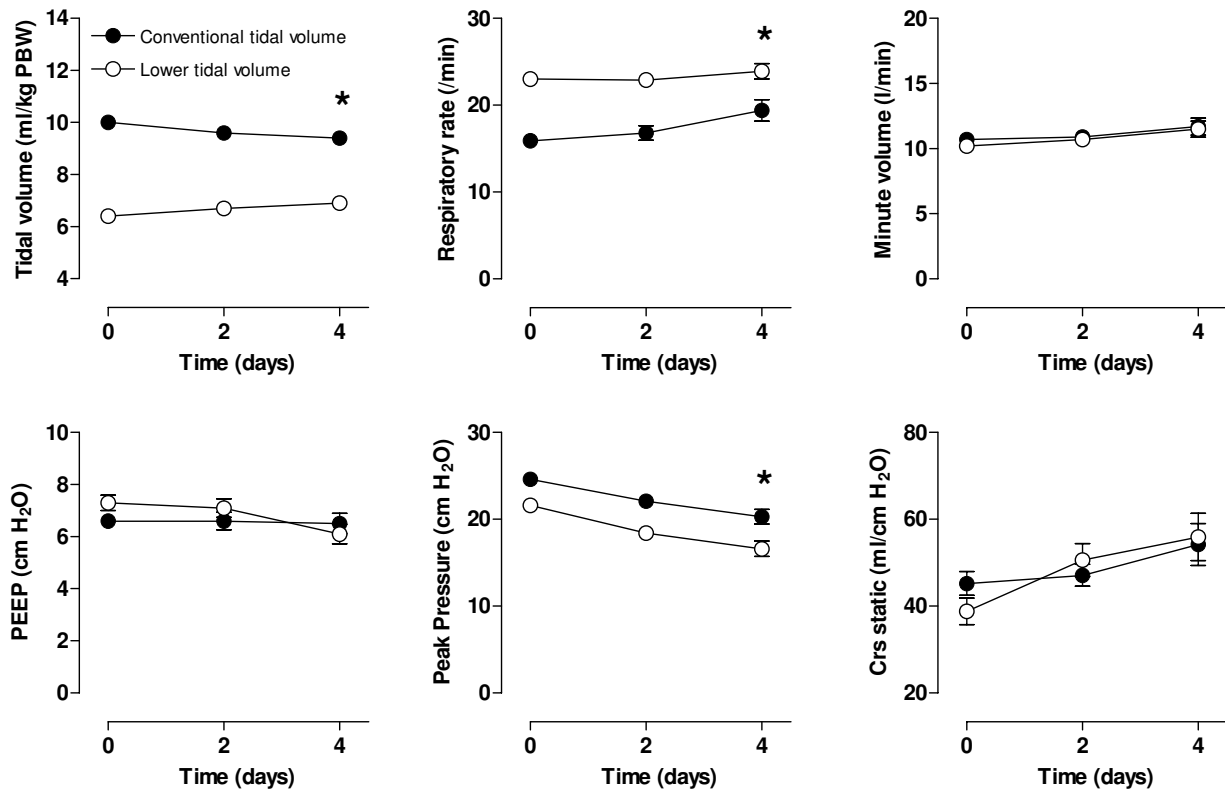 Tidal volume (ml/kg PBW)
14
12
10
8
6
4
Conventional tidal volume
Lower tidal volume
*
0 2 4
Time (days)
Respiratory rate (/min)
30
20
10
0
*
0 2 4
Time (days)
Minute volume (l/min)
20
15
10
5
0
0 2 4
Time (days)
PEEP (cm H₂O)
10
8
6
4
2
0
0 2 4
Time (days)
Peak Pressure (cm H₂O)
30
20
10
0
*
0 2 4
Time (days)
Crs static (ml/cm H₂O)
80
60
40
20
0 2 4
Time (days)